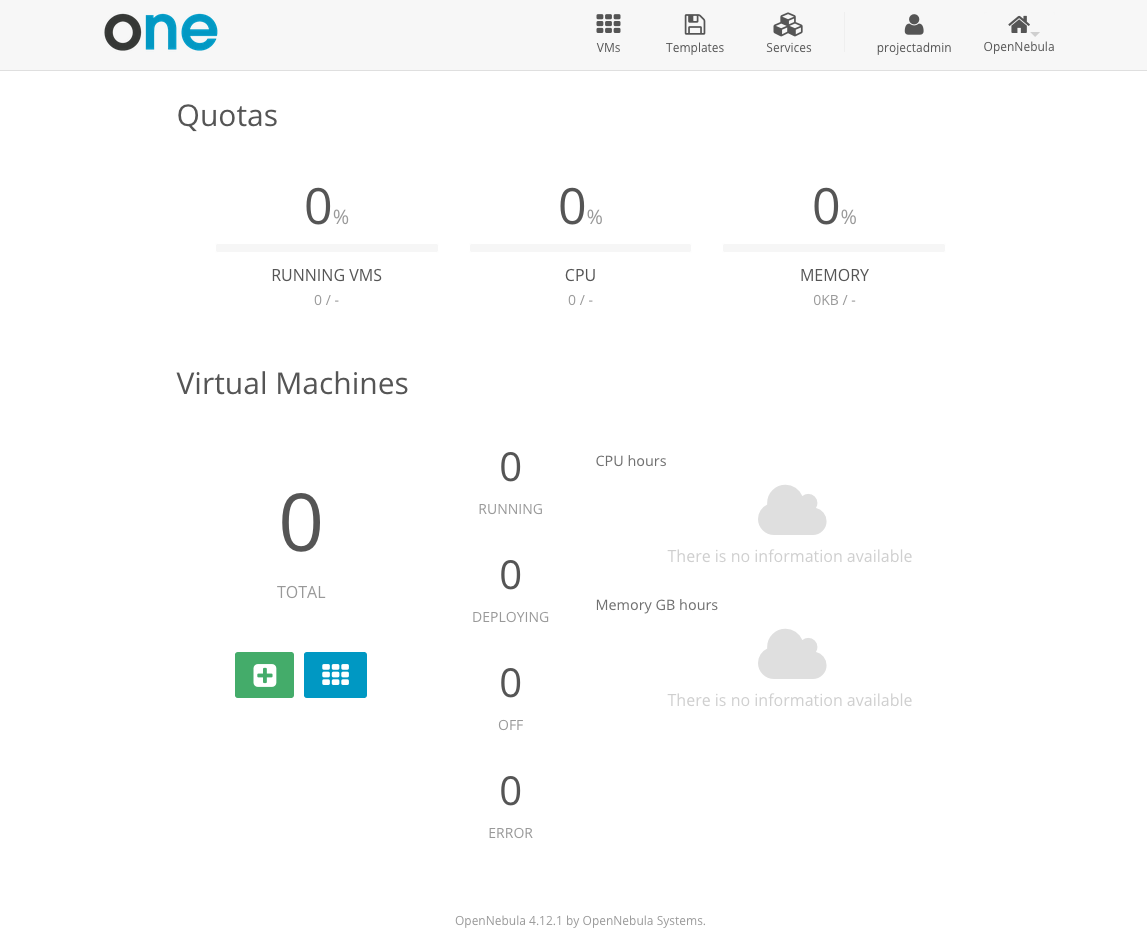 one
VMs
Templates
Services
projectadmin
OpenNebula
Quotas
0%
0%
0%
RUNNING VMS
CPU
MEMORY
0 / -
0 / -
0KB / -
Virtual Machines
0
TOTAL
0
RUNNING
0
DEPLOYING
0
OFF
0
ERROR
CPU hours
There is no information available
Memory GB hours
There is no information available
OpenNebula 4.12.1 by OpenNebula Systems.